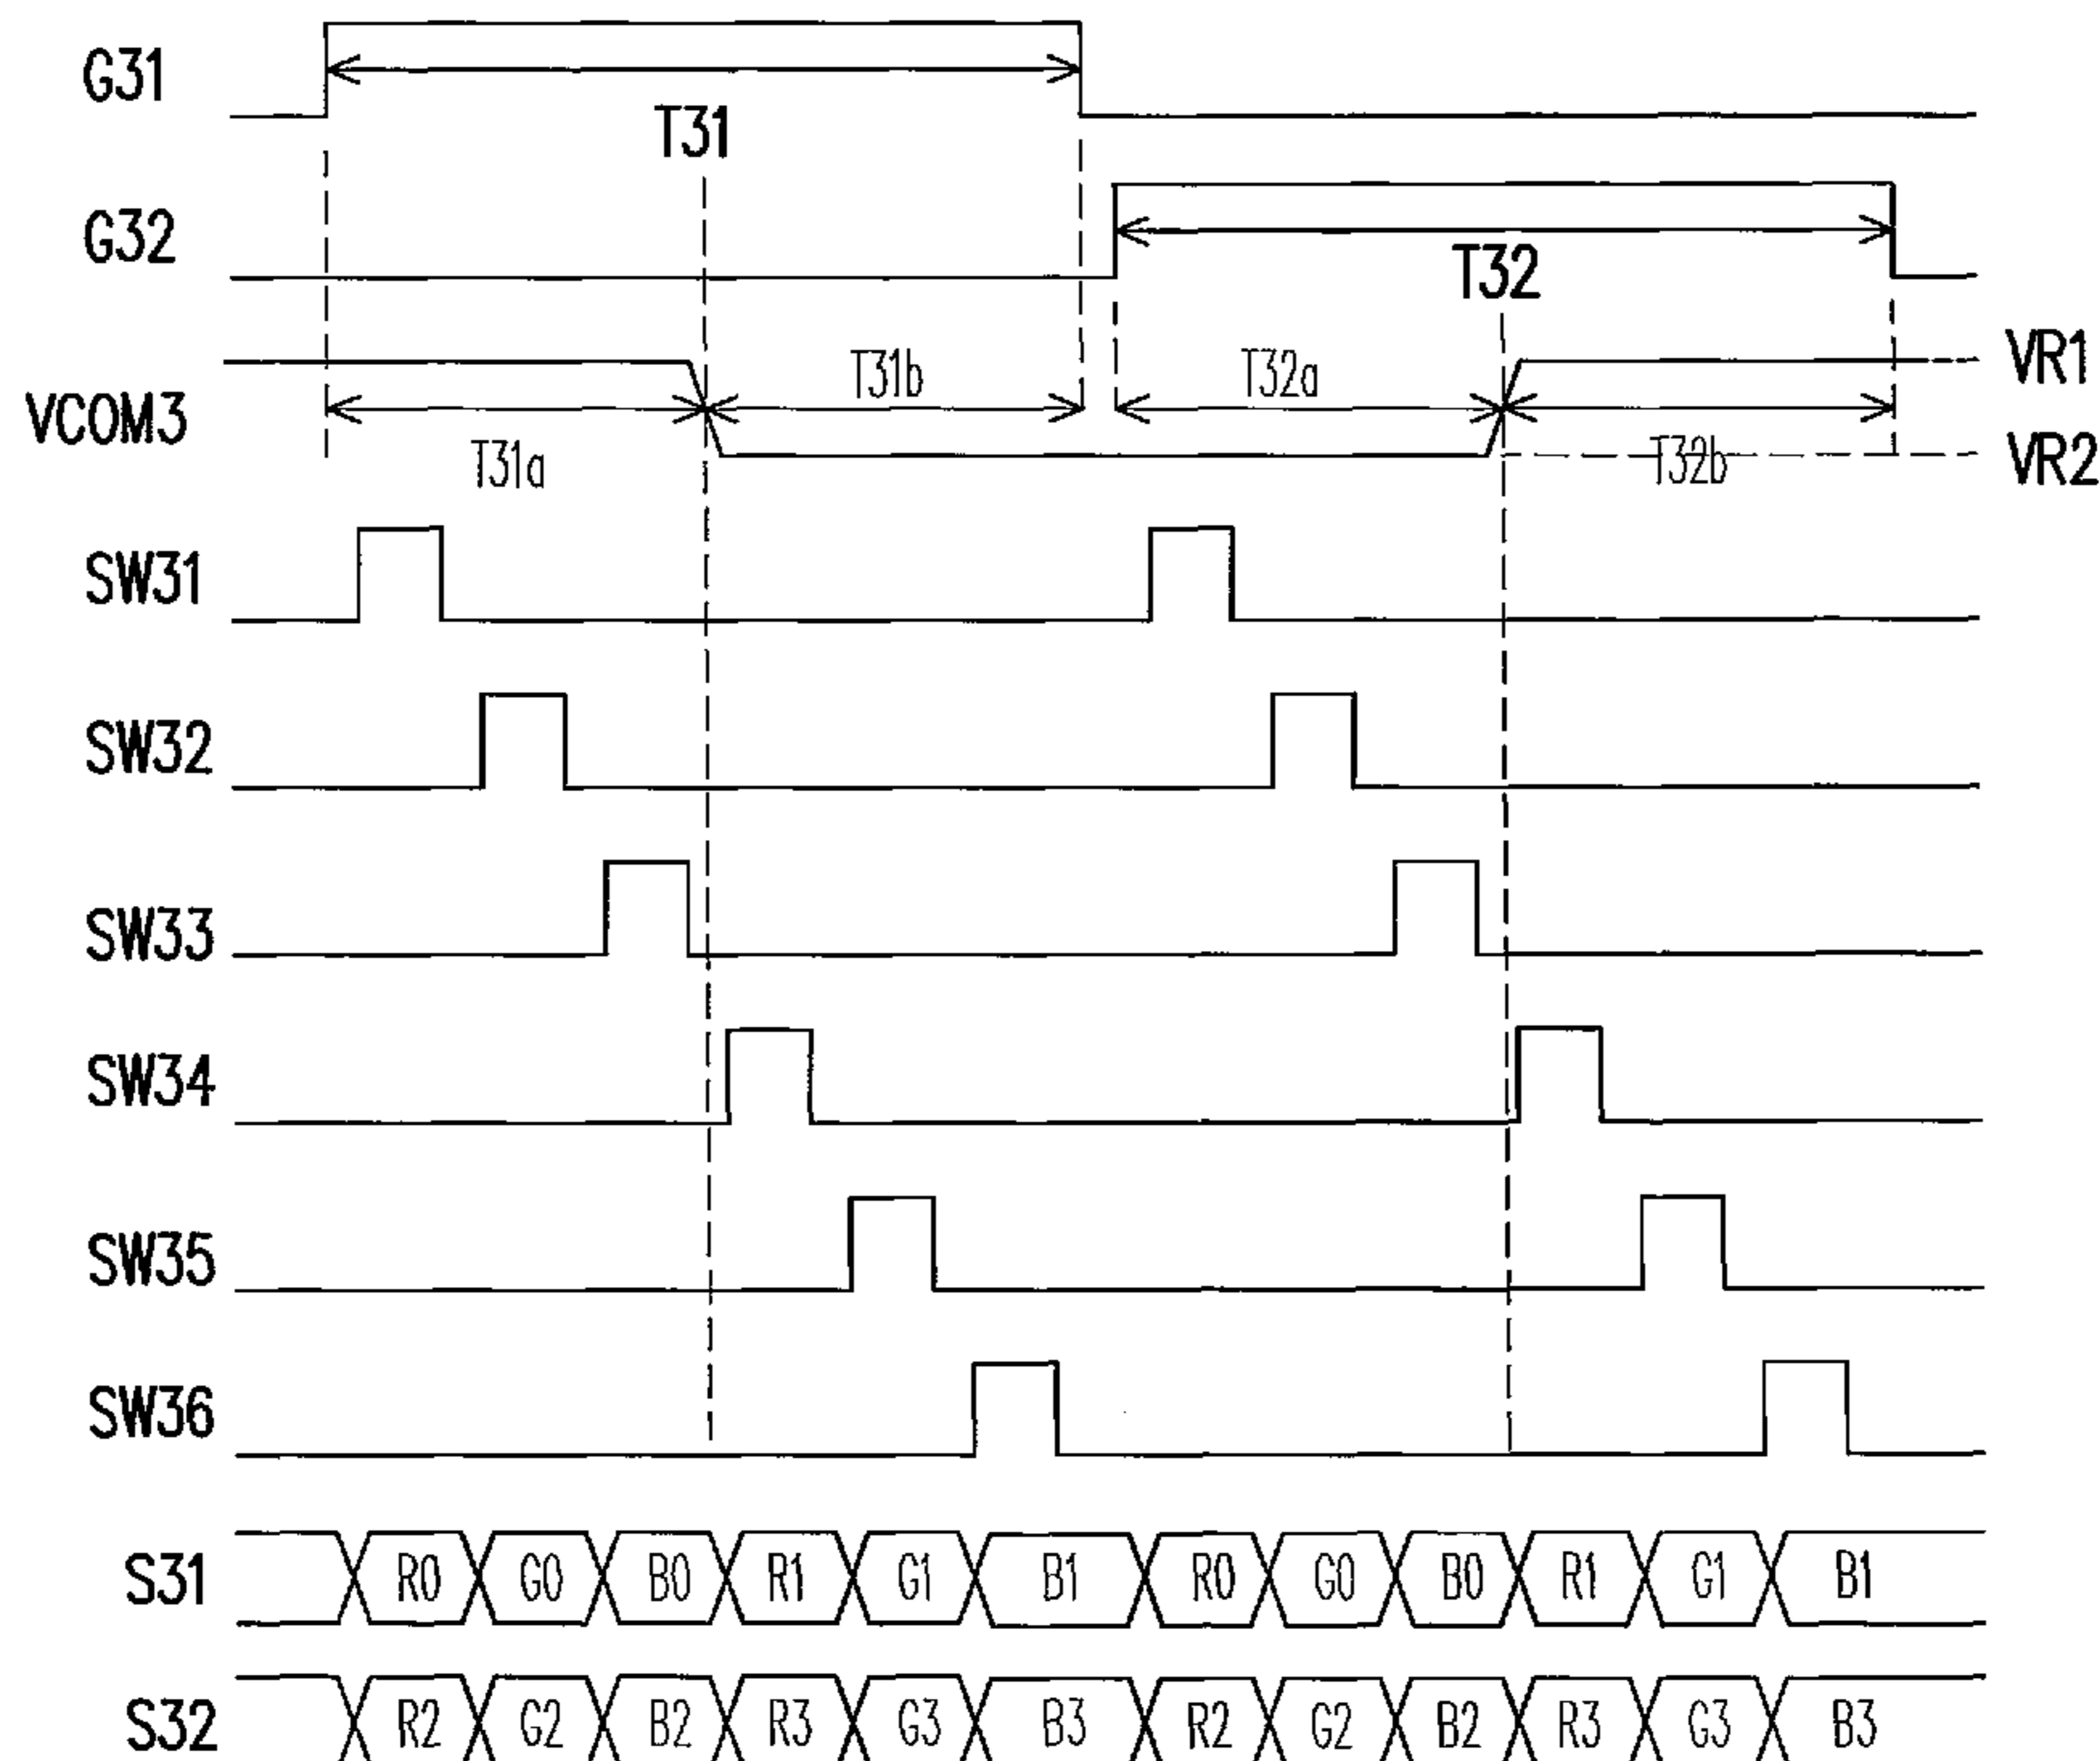 G31
T31
G32
T32
VCOM3
T31a
T31b
T32a
T32b
VR1
VR2
SW31
SW32
SW33
SW34
SW35
SW36
S31 R0 G0 B0 R1 G1 B1 R0 G0 B0 R1 G1 B1
S32 R2 G2 B2 R3 G3 B3 R2 G2 B2 R3 G3 B3